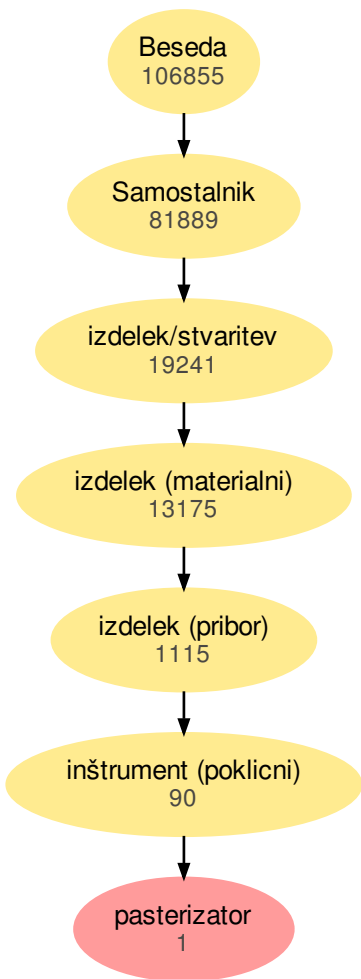 Beseda
106855
Samostalnik
81889
izdelek/stvaritev
19241
izdelek (materialni)
13175
izdelek (pribor)
1115
inštrument (poklicni)
90
pasterizator
1